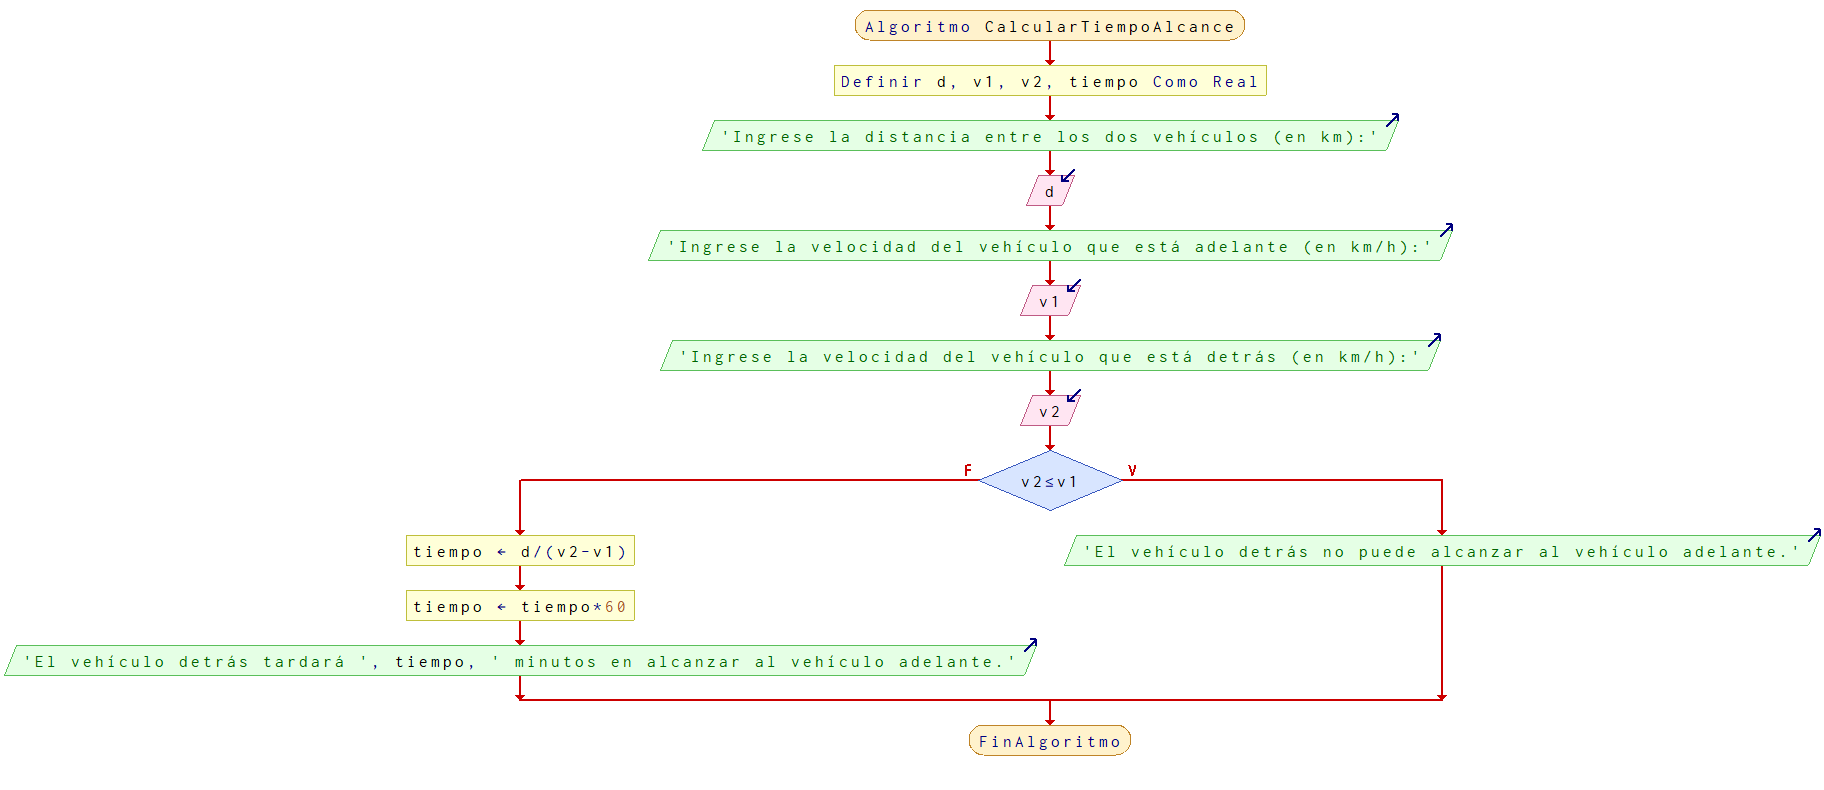 Algoritmo CalcularTiempoAlcance
Definir d, v1, v2, tiempo Como Real
'Ingrese la distancia entre los dos vehículos (en km):'
d
'Ingrese la velocidad del vehículo que está adelante (en km/h):'
v1
'Ingrese la velocidad del vehículo que está detrás (en km/h):'
v2
F
V
v2≤v1
tiempo ← d/(v2-v1)
'El vehículo detrás no puede alcanzar al vehículo adelante.'
tiempo ← tiempo*60
'El vehículo detrás tardará ', tiempo, ' minutos en alcanzar al vehículo adelante.'
FinAlgoritmo